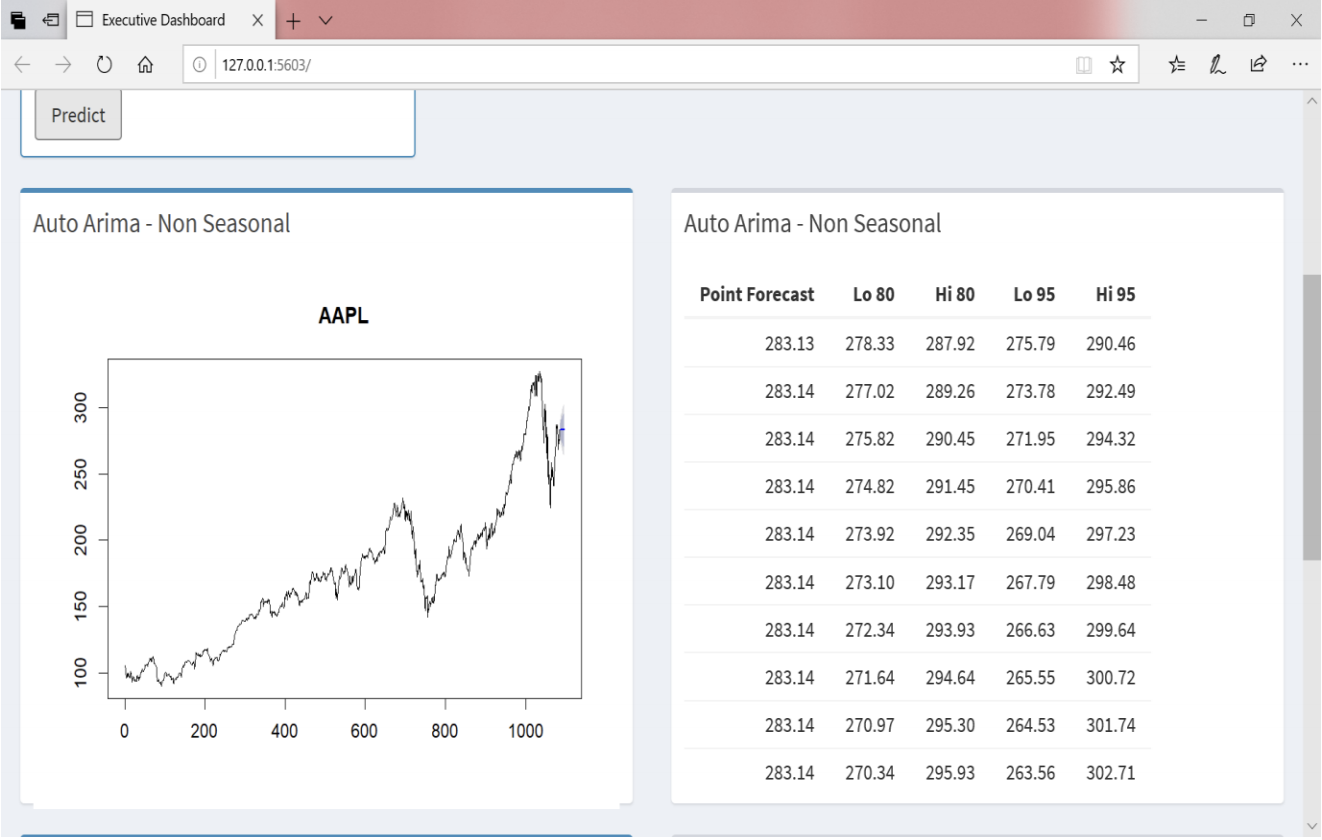 Executive Dashboard
127.0.0.1:5603/
Predict
Auto Arima - Non Seasonal
AAPL
300
250
200
150
100
0 200 400 600 800 1000
Auto Arima - Non Seasonal
Point Forecast Lo 80 Hi 80 Lo 95 Hi 95
283.13 278.33 287.92 275.79 290.46
283.14 277.02 289.26 273.78 292.49
283.14 275.82 290.45 271.95 294.32
283.14 274.82 291.45 270.41 295.86
283.14 273.92 292.35 269.04 297.23
283.14 273.10 293.17 267.79 298.48
283.14 272.34 293.93 266.63 299.64
283.14 271.64 294.64 265.55 300.72
283.14 270.97 295.30 264.53 301.74
283.14 270.34 295.93 263.56 302.71